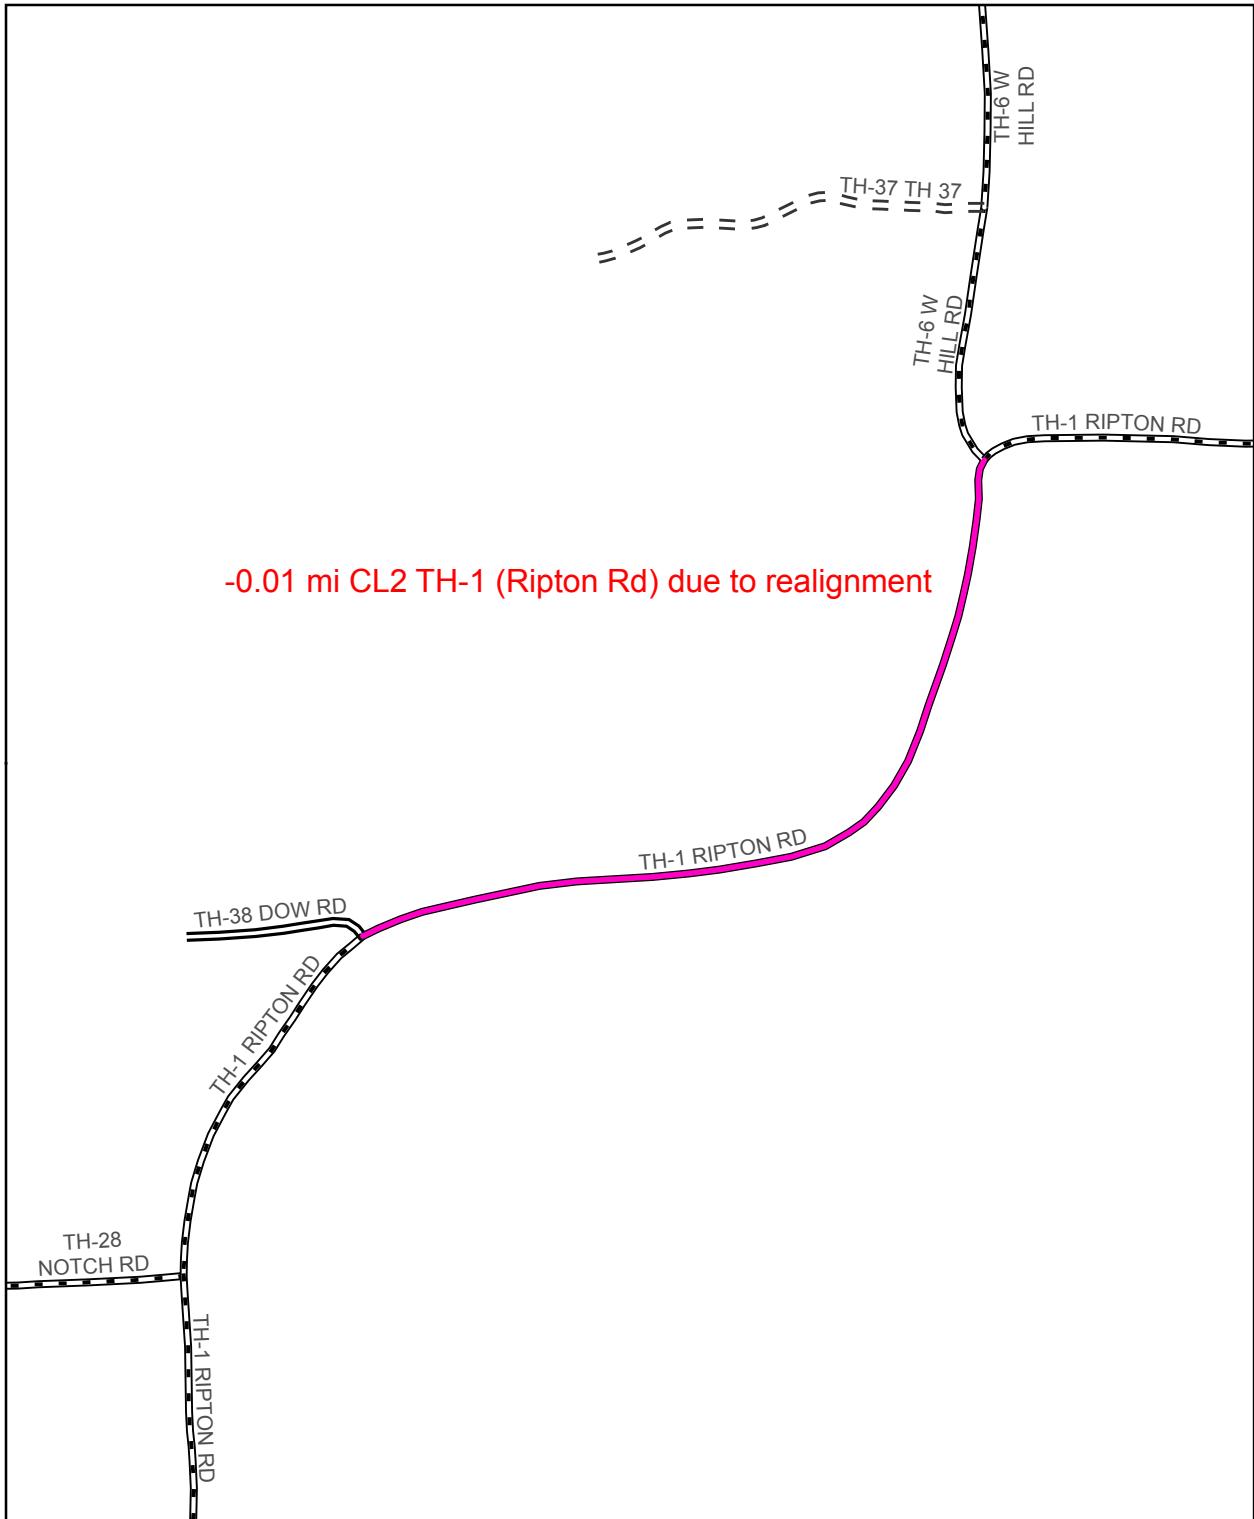 TH-6 W
HILL RD
TH-37 TH 37
TH-6 W
HILL RD
TH-1 RIPTON RD
-0.01 mi CL2 TH-1 (Ripton Rd) due to realignment
TH-1 RIPTON RD
TH-38 DOW RD
TH-1 RIPTON RD
TH-28
NOTCH RD
TH-1 RIPTON RD